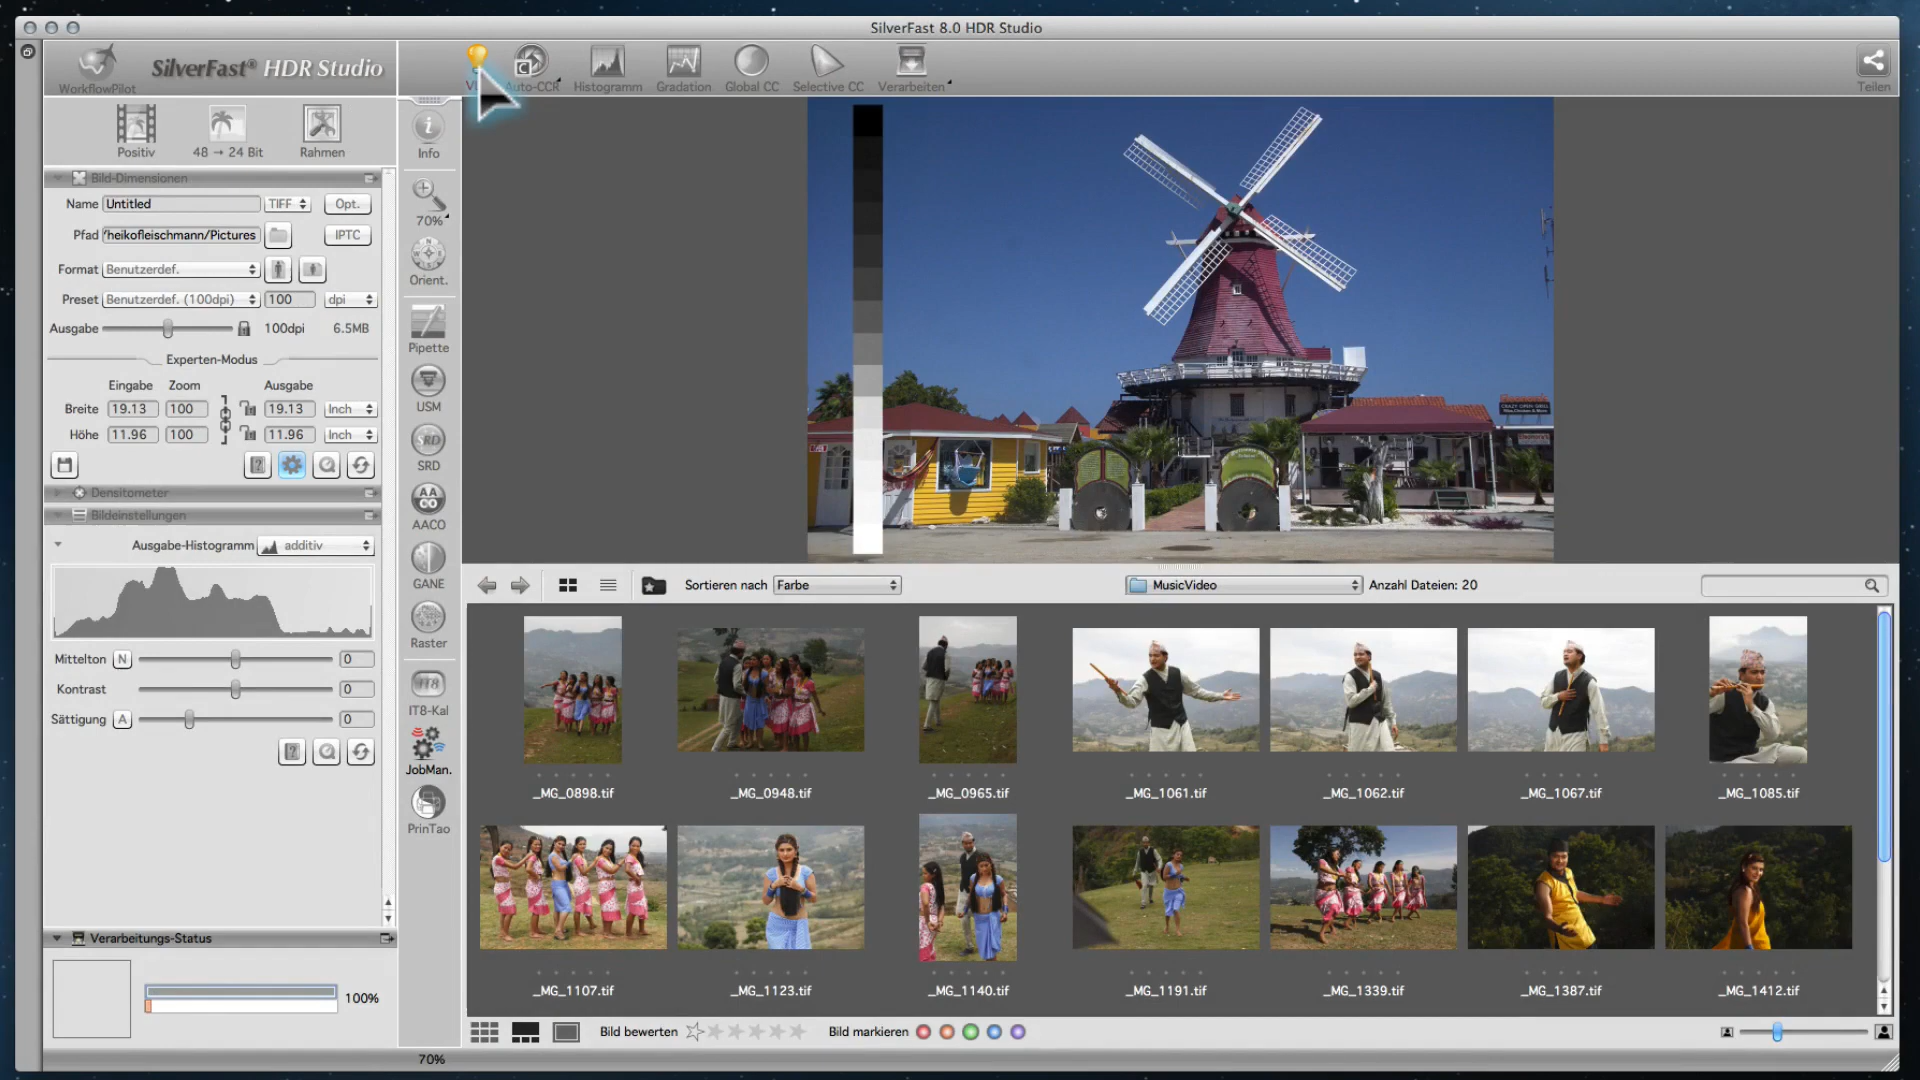 SilverFast 8.0 HDR Studio
WorkflowPilot
SilverFast® HDR Studio
Auto-CCR
Histogramm
Gradation
Global CC
Selective CC
Verarbeiten
Teilen
Positiv
48 → 24 Bit
Rahmen
Info
70%
Orient.
Pipette
USM
SRD
SRD
AACO
AACO
GANE
Raster
IT8
IT8-Kal
JobMan.
PrinTao
Bild-Dimensionen
Name Untitled TIFF Opt.
Pfad /heikofleischmann/Pictures IPTC
Format Benutzerdef.
Preset Benutzerdef. (100dpi) 100 dpi
Ausgabe 100dpi 6.5MB
Experten-Modus
Eingabe Zoom Ausgabe
Breite 19.13 100 19.13 Inch
Höhe 11.96 100 11.96 Inch
Densitometer
Bildeinstellungen
Ausgabe-Histogramm additiv
Mittelton N 0
Kontrast 0
Sättigung A 0
Verarbeitungs-Status
100%
Sortieren nach Farbe MusicVideo Anzahl Dateien: 20
_MG_0898.tif
_MG_0948.tif
_MG_0965.tif
_MG_1061.tif
_MG_1062.tif
_MG_1067.tif
_MG_1085.tif
_MG_1107.tif
_MG_1123.tif
_MG_1140.tif
_MG_1191.tif
_MG_1339.tif
_MG_1387.tif
_MG_1412.tif
Bild bewerten
Bild markieren
70%